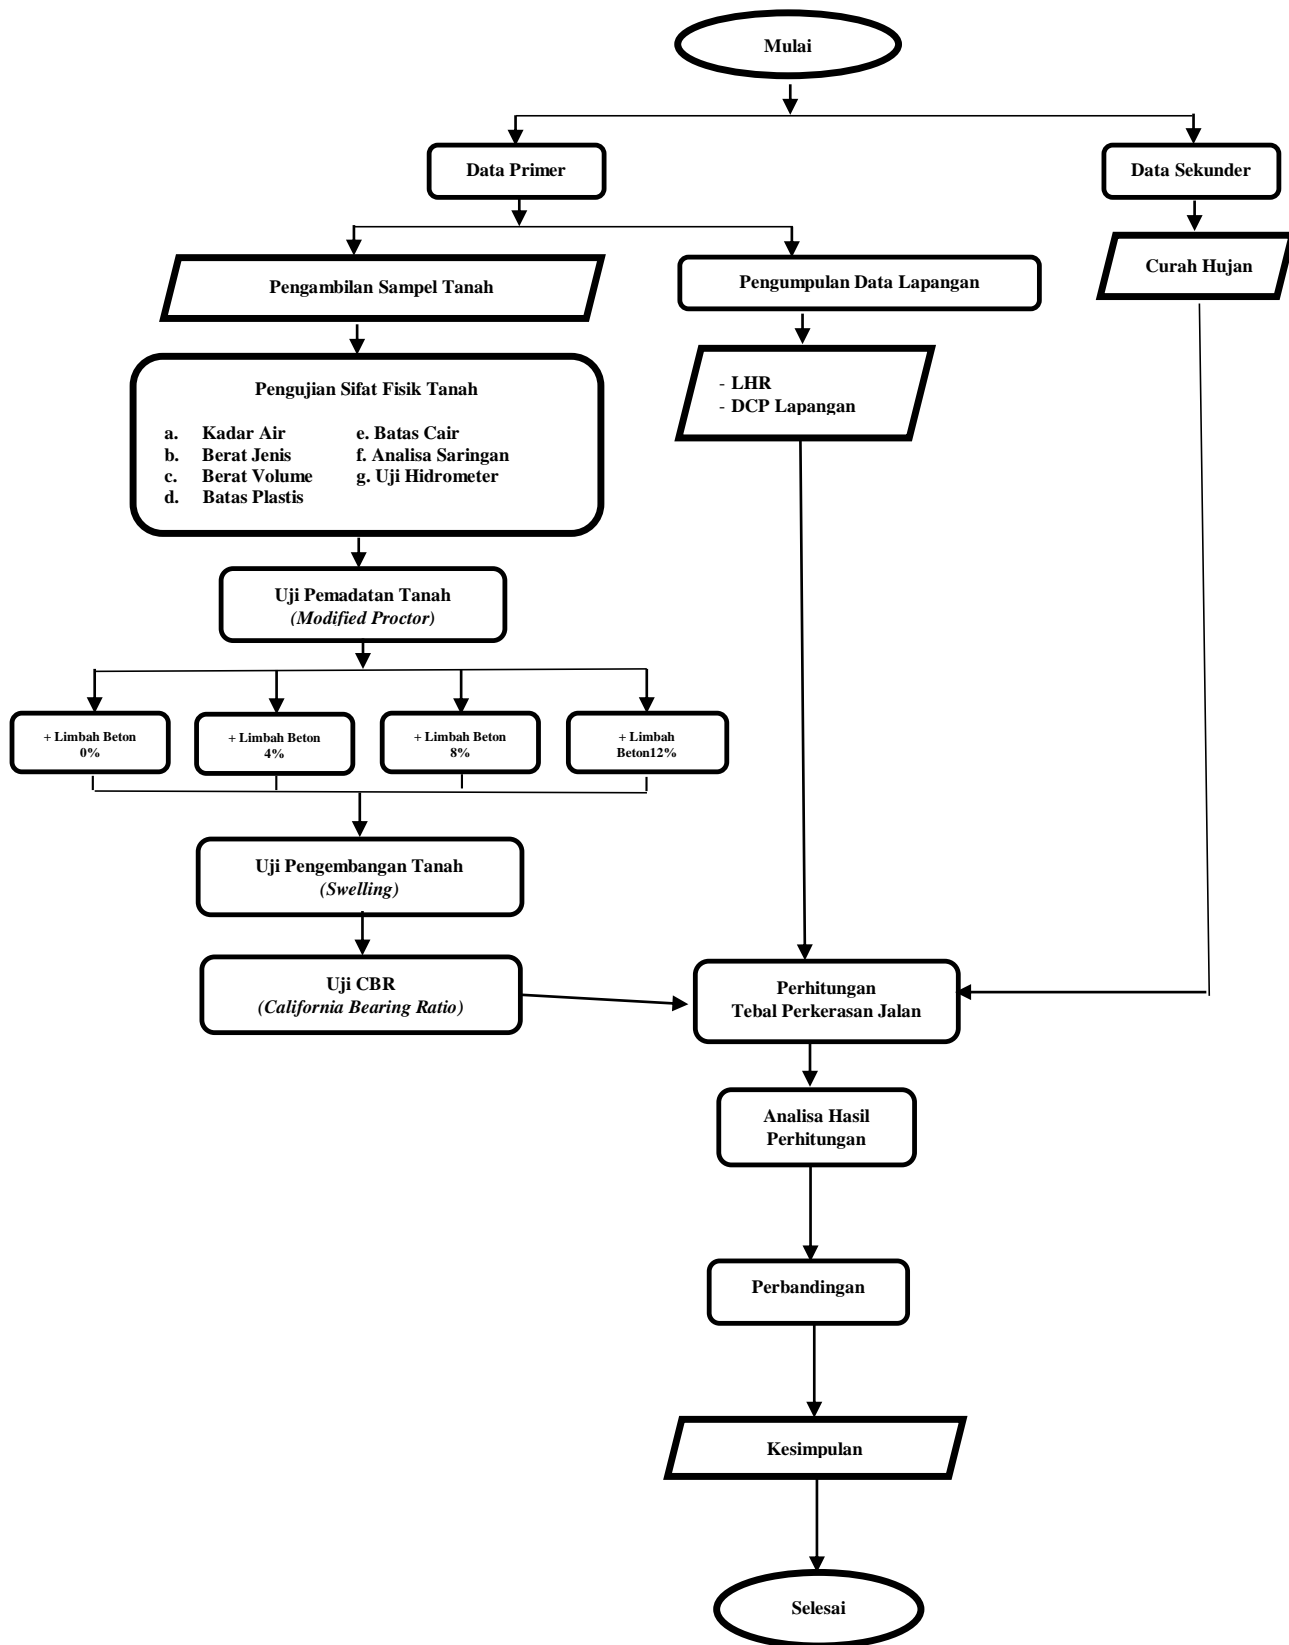 Mulai
Data Primer
Data Sekunder
Pengambilan Sampel Tanah
Pengumpulan Data Lapangan
Curah Hujan
- LHR
- DCP Lapangan
Pengujian Sifat Fisik Tanah
a. Kadar Air
b. Berat Jenis
c. Berat Volume
d. Batas Plastis
e. Batas Cair
f. Analisa Saringan
g. Uji Hidrometer
Uji Pemadatan Tanah
(Modified Proctor)
+ Limbah Beton
0%
+ Limbah Beton
4%
+ Limbah Beton
8%
+ Limbah
Beton12%
Uji Pengembangan Tanah
(Swelling)
Uji CBR
(California Bearing Ratio)
Perhitungan
Tebal Perkerasan Jalan
Analisa Hasil
Perhitungan
Perbandingan
Kesimpulan
Selesai